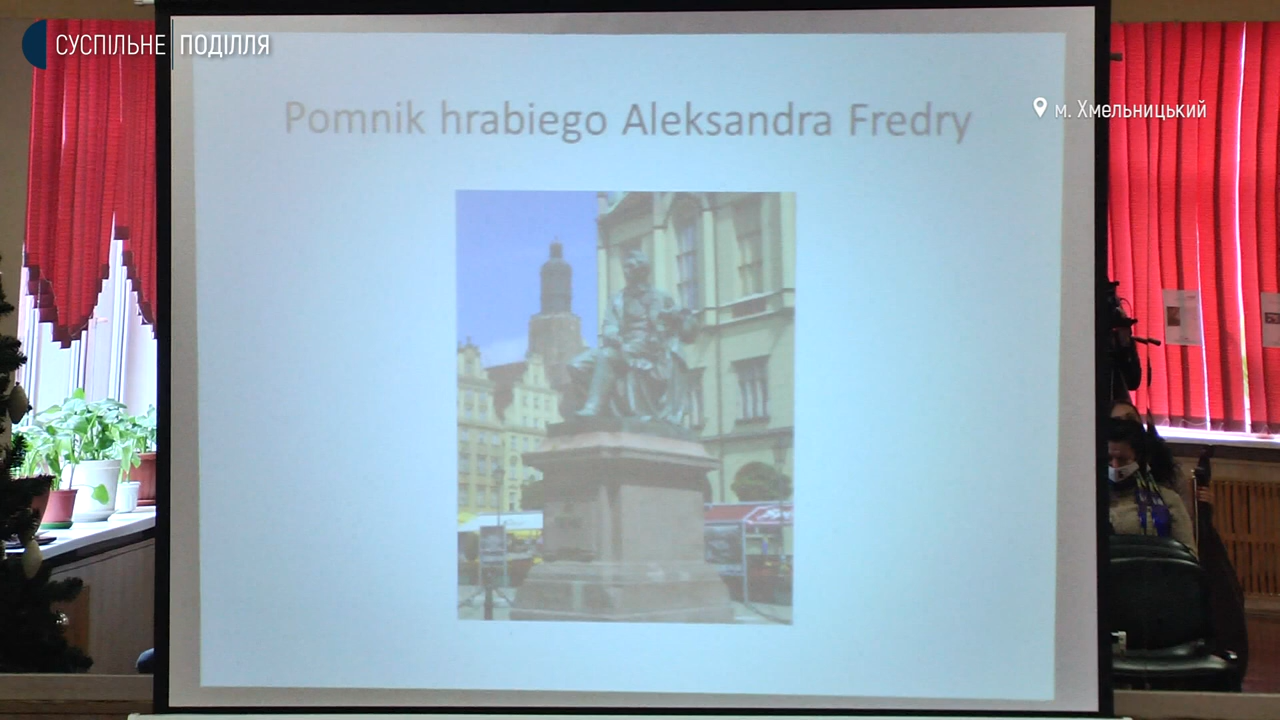 СУСПІЛЬНЕ ПОДІЛЛЯ
Pomnik hrabiego Aleksandra Fredry
м. Хмельницький